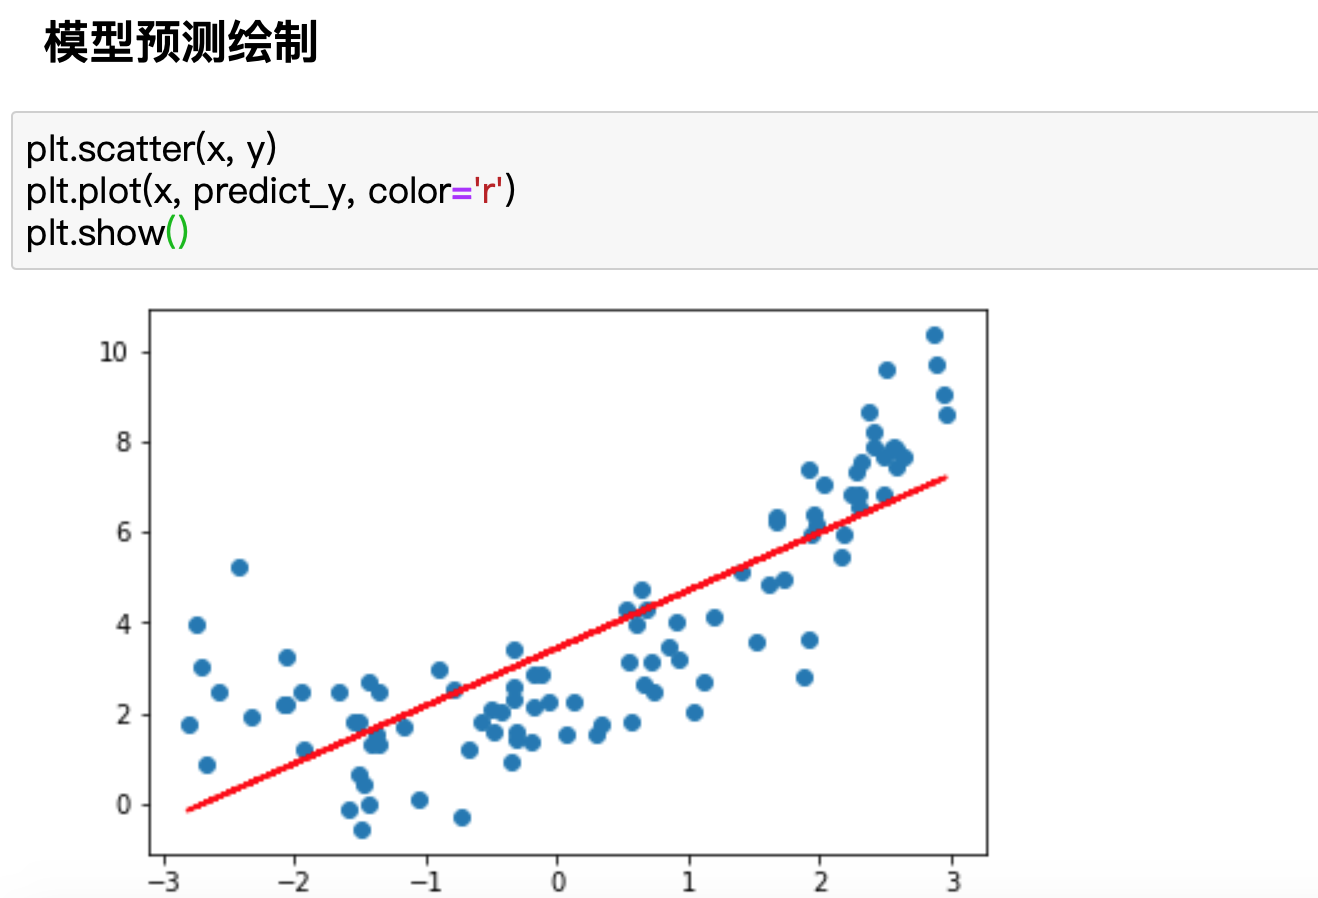 模型预测绘制
plt.scatter(x, y)
plt.plot(x, predict_y, color='r')
plt.show()
10
8
6
4
2
0
−3 −2 −1 0 1 2 3